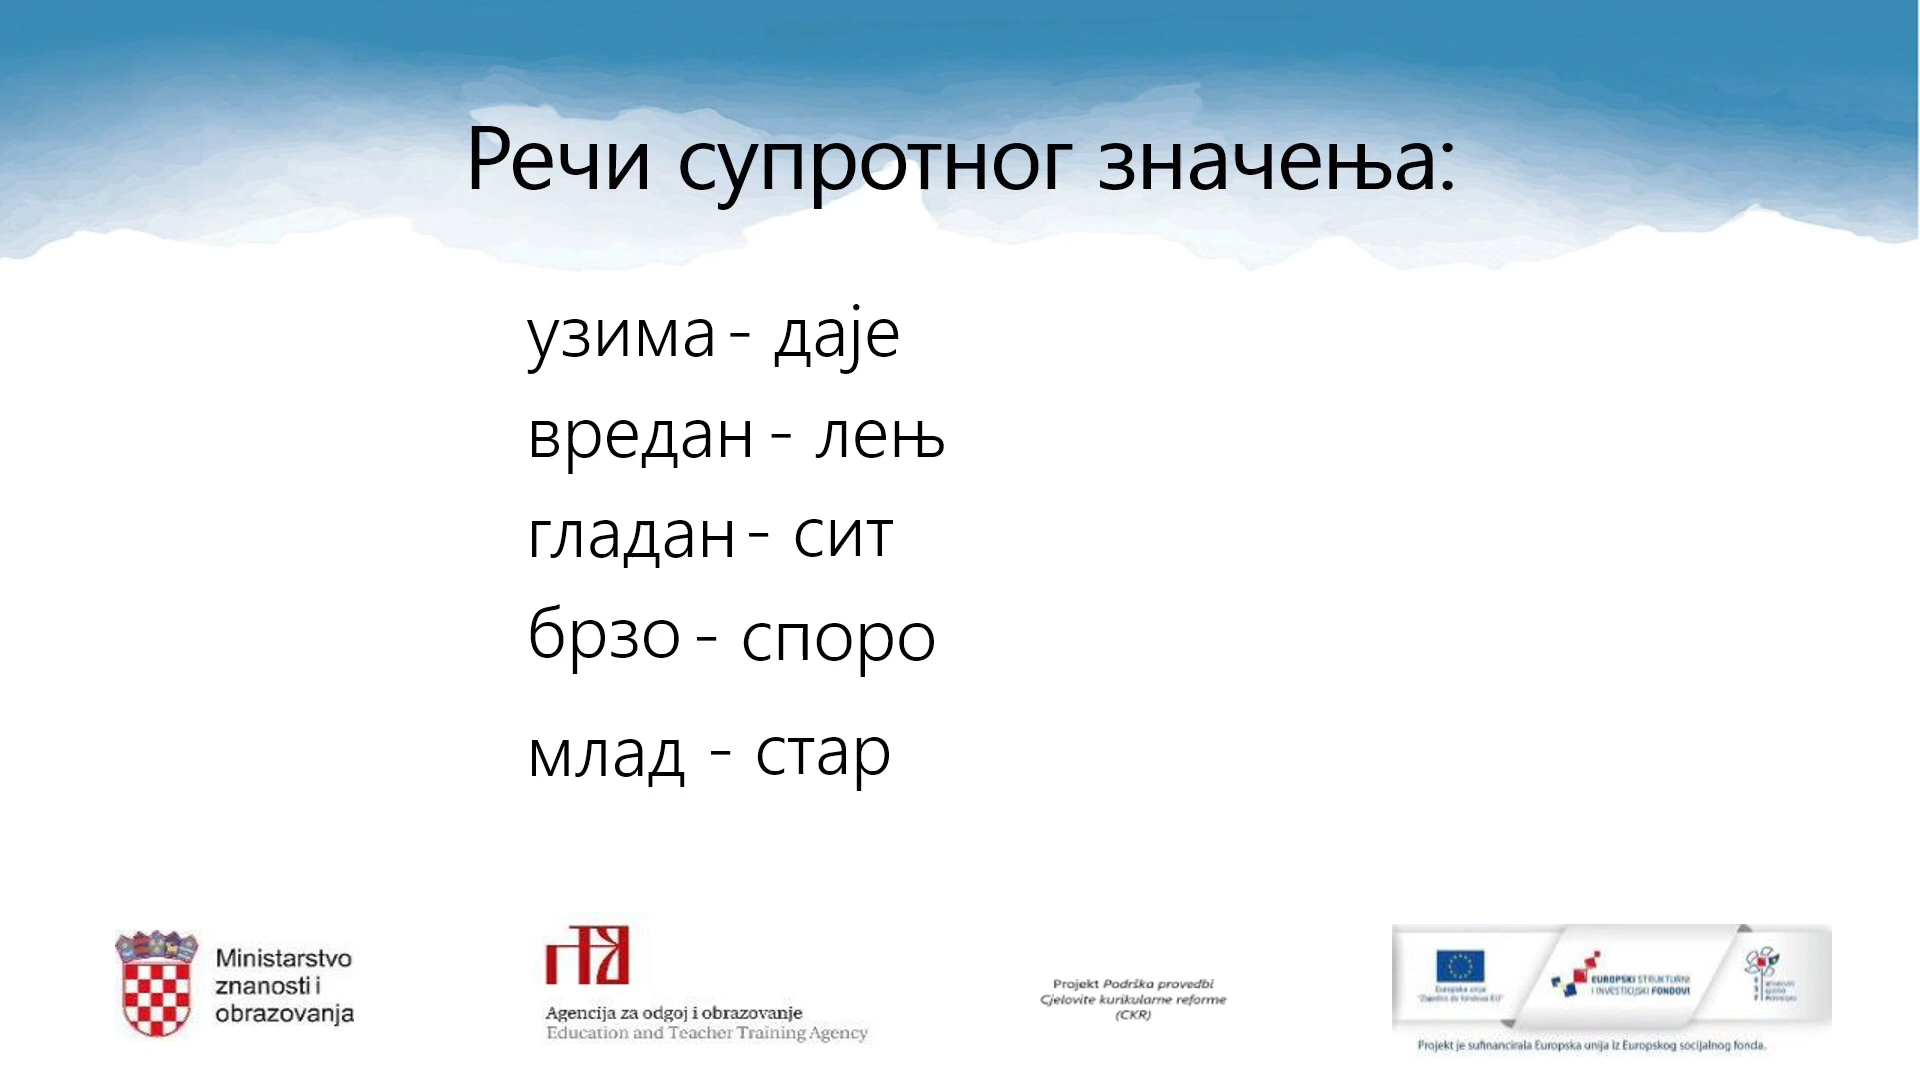 Речи супротног значења:
узима - даје
вредан - лењ
гладан - сит
брзо - споро
млад - стар
Ministarstvo
znanosti i
obrazovanja
Agencija za odgoj i obrazovanje
Education and Teacher Training Agency
Projekt Podrška provedbi
Cjelovite kurikularne reforme
(CKR)
Europska unija
EUROPSKI STRUKTURNI
I INVESTICIJSKI FONDOVI
Projekt je sufinancirala Europska unija iz Europskog socijalnog fonda.